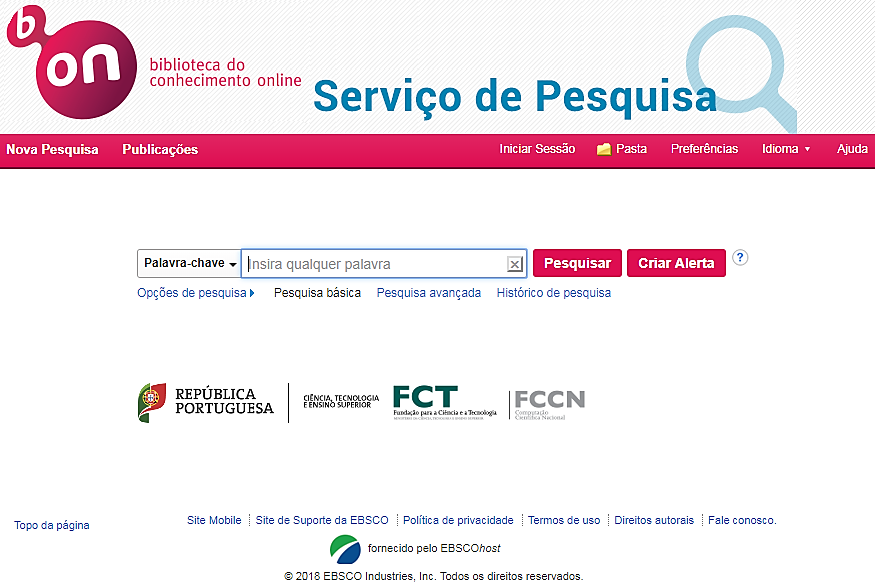 b
on
biblioteca do
conhecimento online
Serviço de Pesquisa
Nova Pesquisa Publicações Iniciar Sessão Pasta Preferências Idioma Ajuda
Palavra-chave Insira qualquer palavra Pesquisar Criar Alerta ?
Opções de pesquisa Pesquisa básica Pesquisa avançada Histórico de pesquisa
REPÚBLICA
PORTUGUESA
CIÊNCIA, TECNOLOGIA
E ENSINO SUPERIOR
FCT
Fundação para a Ciência e a Tecnologia
FCCN
Computação
Científica Nacional
Topo da página
Site Mobile Site de Suporte da EBSCO Política de privacidade Termos de uso Direitos autorais Fale conosco.
fornecido pelo EBSCOhost
© 2018 EBSCO Industries, Inc. Todos os direitos reservados.